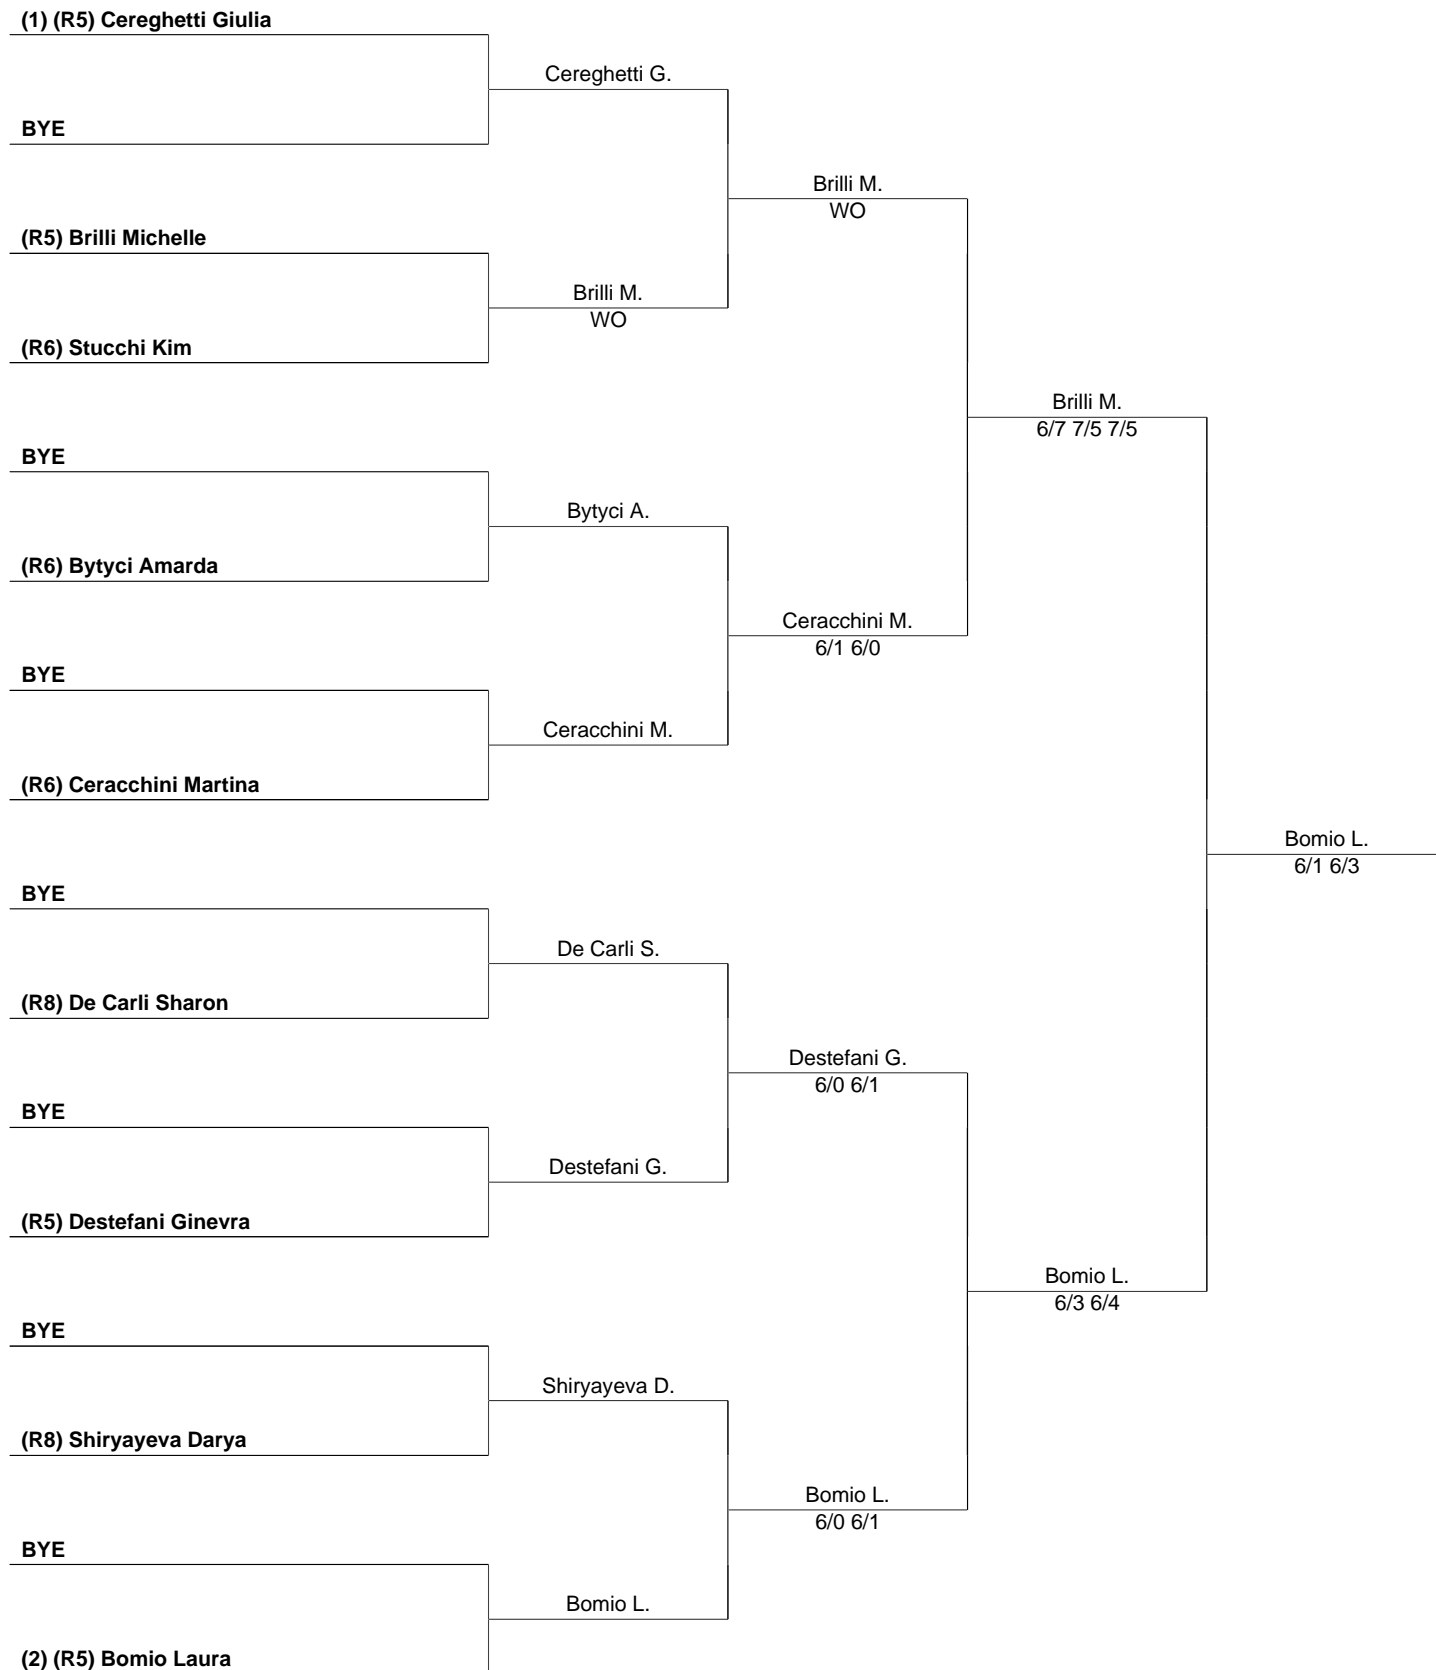 (1) (R5) Cereghetti Giulia
Cereghetti G.
BYE
Brilli M.
WO
(R5) Brilli Michelle
Brilli M.
WO
(R6) Stucchi Kim
Brilli M.
6/7 7/5 7/5
BYE
Bytyci A.
(R6) Bytyci Amarda
Ceracchini M.
6/1 6/0
BYE
Ceracchini M.
(R6) Ceracchini Martina
Bomio L.
6/1 6/3
BYE
De Carli S.
(R8) De Carli Sharon
Destefani G.
6/0 6/1
BYE
Destefani G.
(R5) Destefani Ginevra
Bomio L.
6/3 6/4
BYE
Shiryayeva D.
(R8) Shiryayeva Darya
Bomio L.
6/0 6/1
BYE
Bomio L.
(2) (R5) Bomio Laura